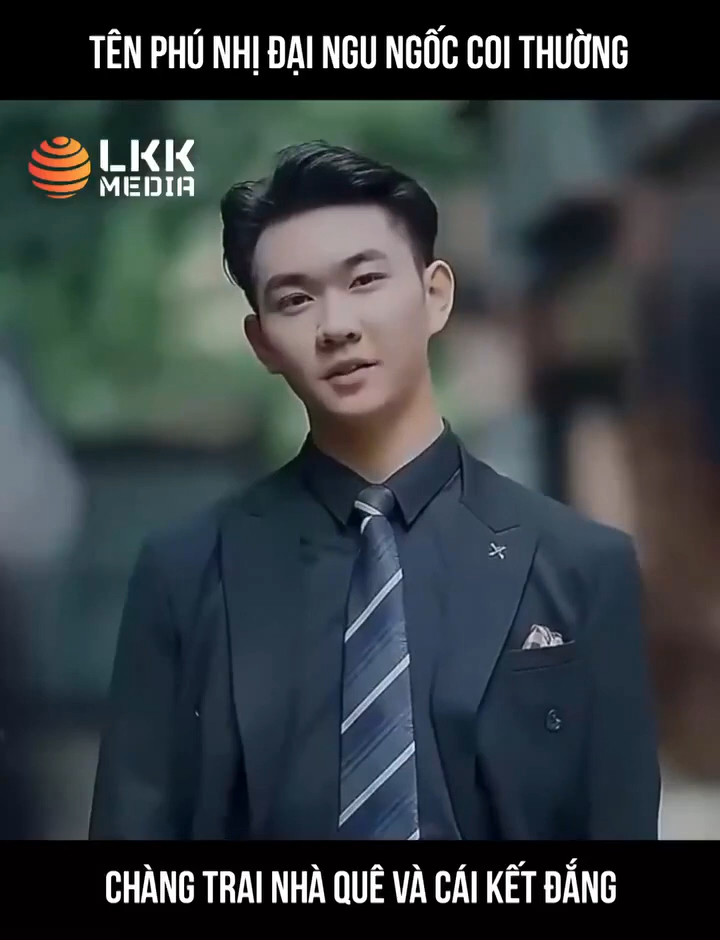 TÊN PHÚ NHỊ ĐẠI NGU NGỐC COI THƯỜNG
LKK
MEDIA
CHÀNG TRAI NHÀ QUÊ VÀ CÁI KẾT ĐẮNG